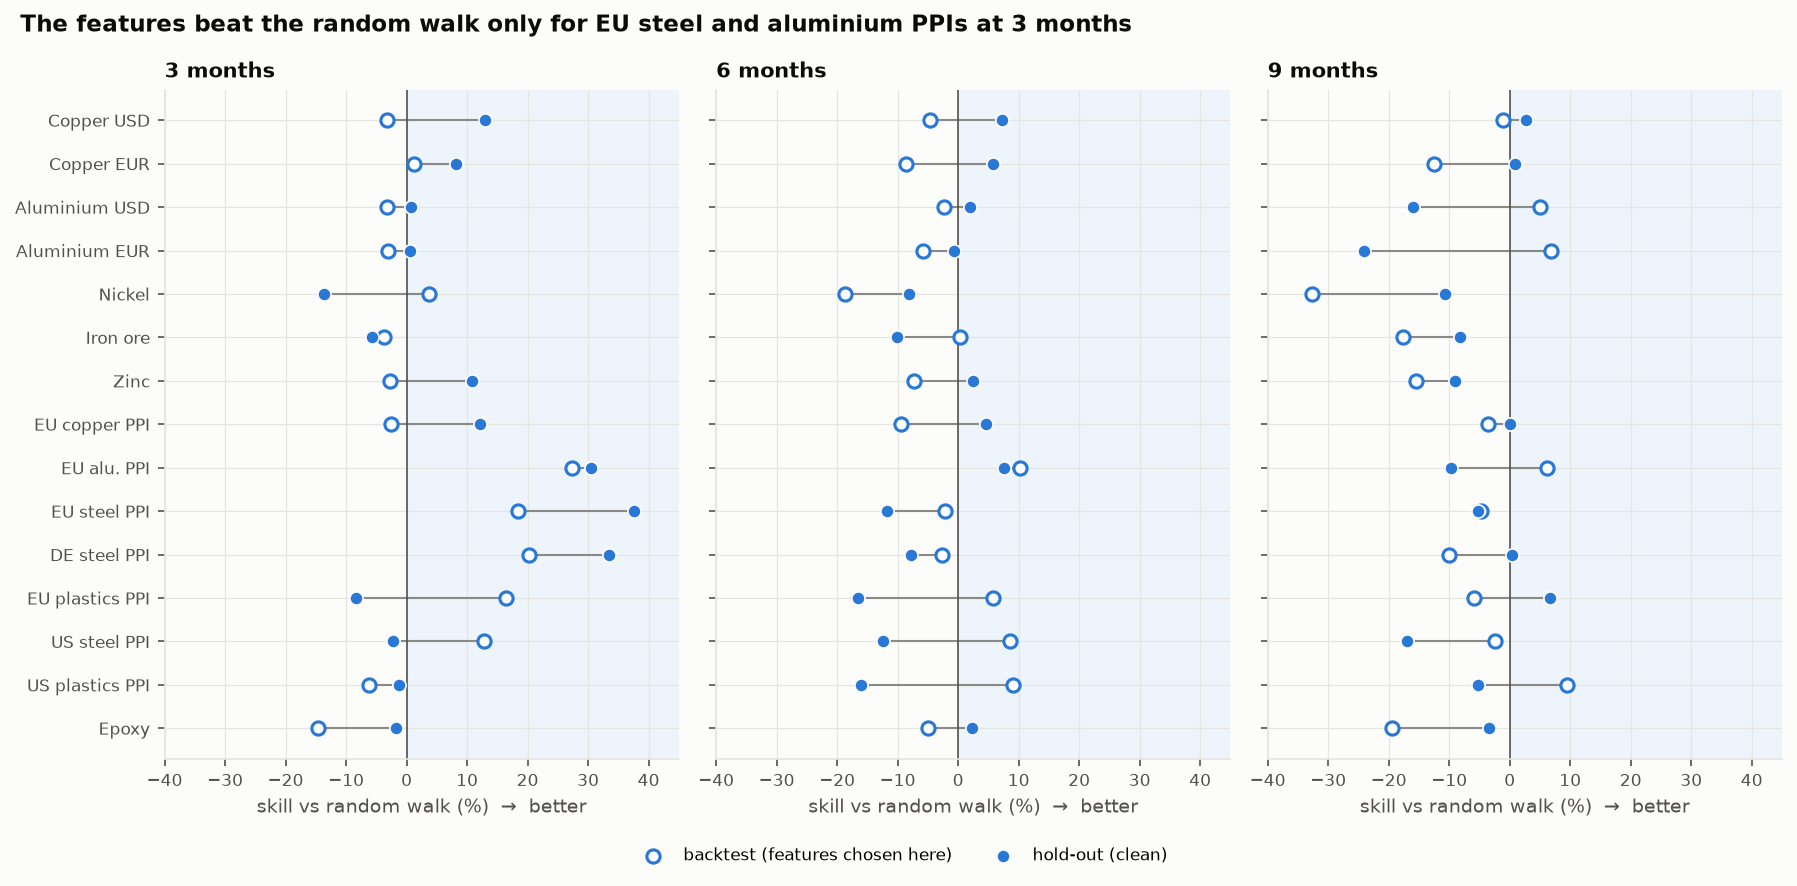 The features beat the random walk only for EU steel and aluminium PPIs at 3 months
3 months
6 months
9 months
Copper USD
Copper EUR
Aluminium USD
Aluminium EUR
Nickel
Iron ore
Zinc
EU copper PPI
EU alu. PPI
EU steel PPI
DE steel PPI
EU plastics PPI
US steel PPI
US plastics PPI
Epoxy
−40 −30 −20 −10 0 10 20 30 40
−40 −30 −20 −10 0 10 20 30 40
−40 −30 −20 −10 0 10 20 30 40
skill vs random walk (%) → better
skill vs random walk (%) → better
skill vs random walk (%) → better
backtest (features chosen here)
hold-out (clean)